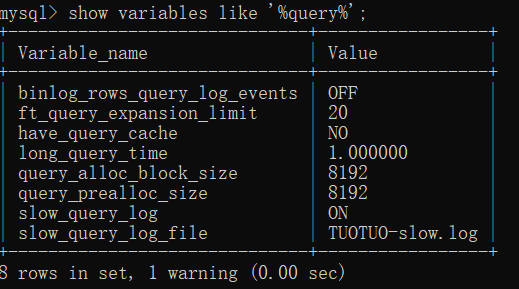 mysql> show variables like '%query%';
+----------------------------+----------------+
| Variable_name | Value |
+----------------------------+----------------+
| binlog_rows_query_log_events | OFF |
| ft_query_expansion_limit | 20 |
| have_query_cache | NO |
| long_query_time | 1.000000 |
| query_alloc_block_size | 8192 |
| query_prealloc_size | 8192 |
| slow_query_log | ON |
| slow_query_log_file | TUOTUO-slow.log |
+----------------------------+----------------+
8 rows in set, 1 warning (0.00 sec)